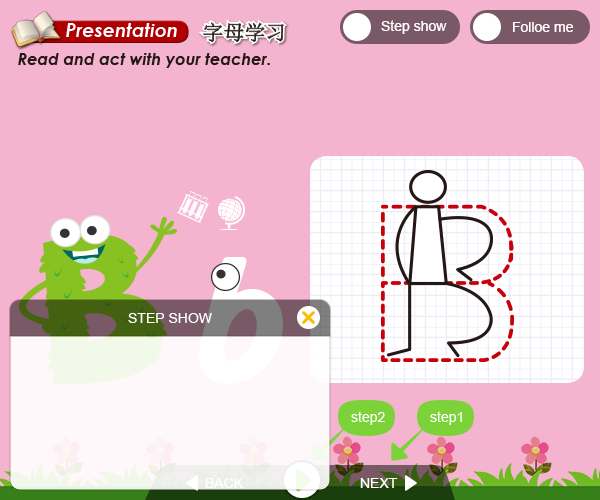 Presentation 字母学习
Step show
Folloe me
Read and act with your teacher.
B
b
STEP SHOW
step2
step1
BACK
NEXT